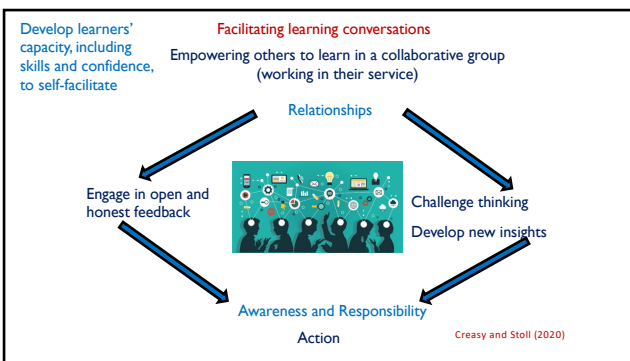 Develop learners'
capacity, including
skills and confidence,
to self-facilitate
Facilitating learning conversations
Empowering others to learn in a collaborative group
(working in their service)
Relationships
Engage in open and
honest feedback
Challenge thinking
Develop new insights
Awareness and Responsibility
Action
Creasy and Stoll (2020)